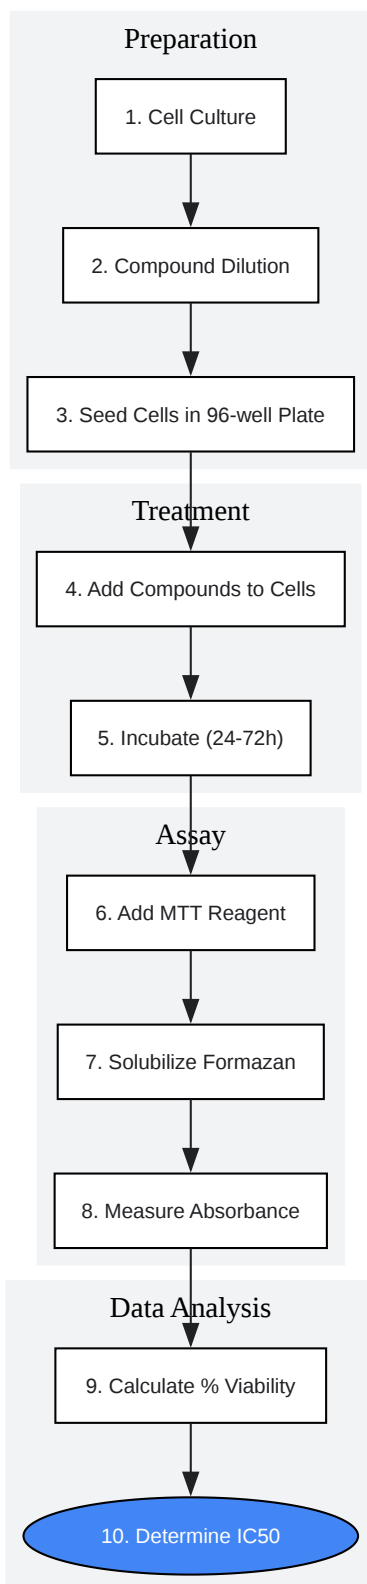 Preparation
1. Cell Culture
2. Compound Dilution
3. Seed Cells in 96-well Plate
Treatment
4. Add Compounds to Cells
5. Incubate (24-72h)
Assay
6. Add MTT Reagent
7. Solubilize Formazan
8. Measure Absorbance
Data Analysis
9. Calculate % Viability
10. Determine IC50